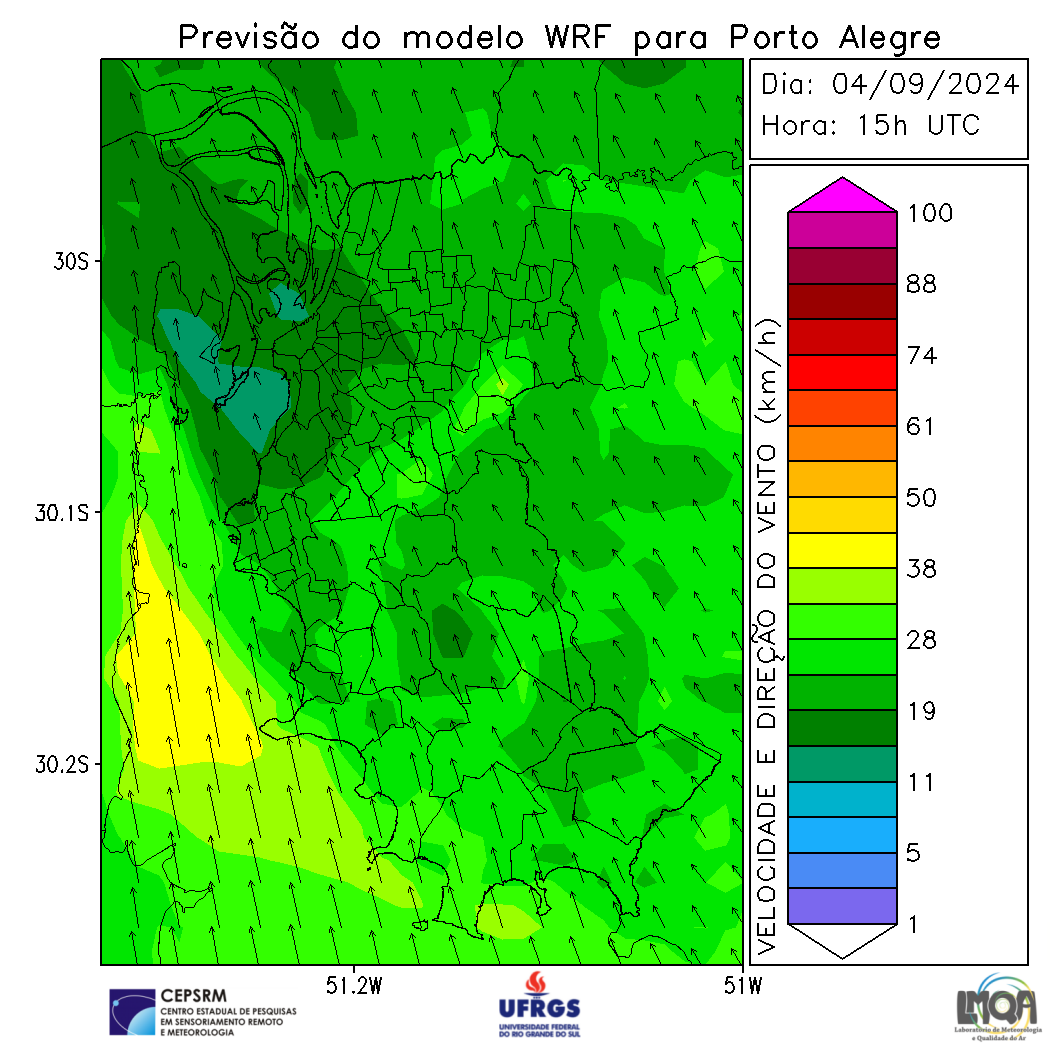 Previsão do modelo WRF para Porto Alegre
Dia: 04/09/2024
Hora: 15h UTC
30S
30.1S
30.2S
51.2W
51W
VELOCIDADE E DIREÇÃO DO VENTO (km/h)
100
88
74
61
50
38
28
19
11
5
1
CEPSRM
CENTRO ESTADUAL DE PESQUISAS
EM SENSORIAMENTO REMOTO
E METEOROLOGIA
UFRGS
UNIVERSIDADE FEDERAL
DO RIO GRANDE DO SUL
LMQA
Laboratório de Meteorologia
e Qualidade do Ar